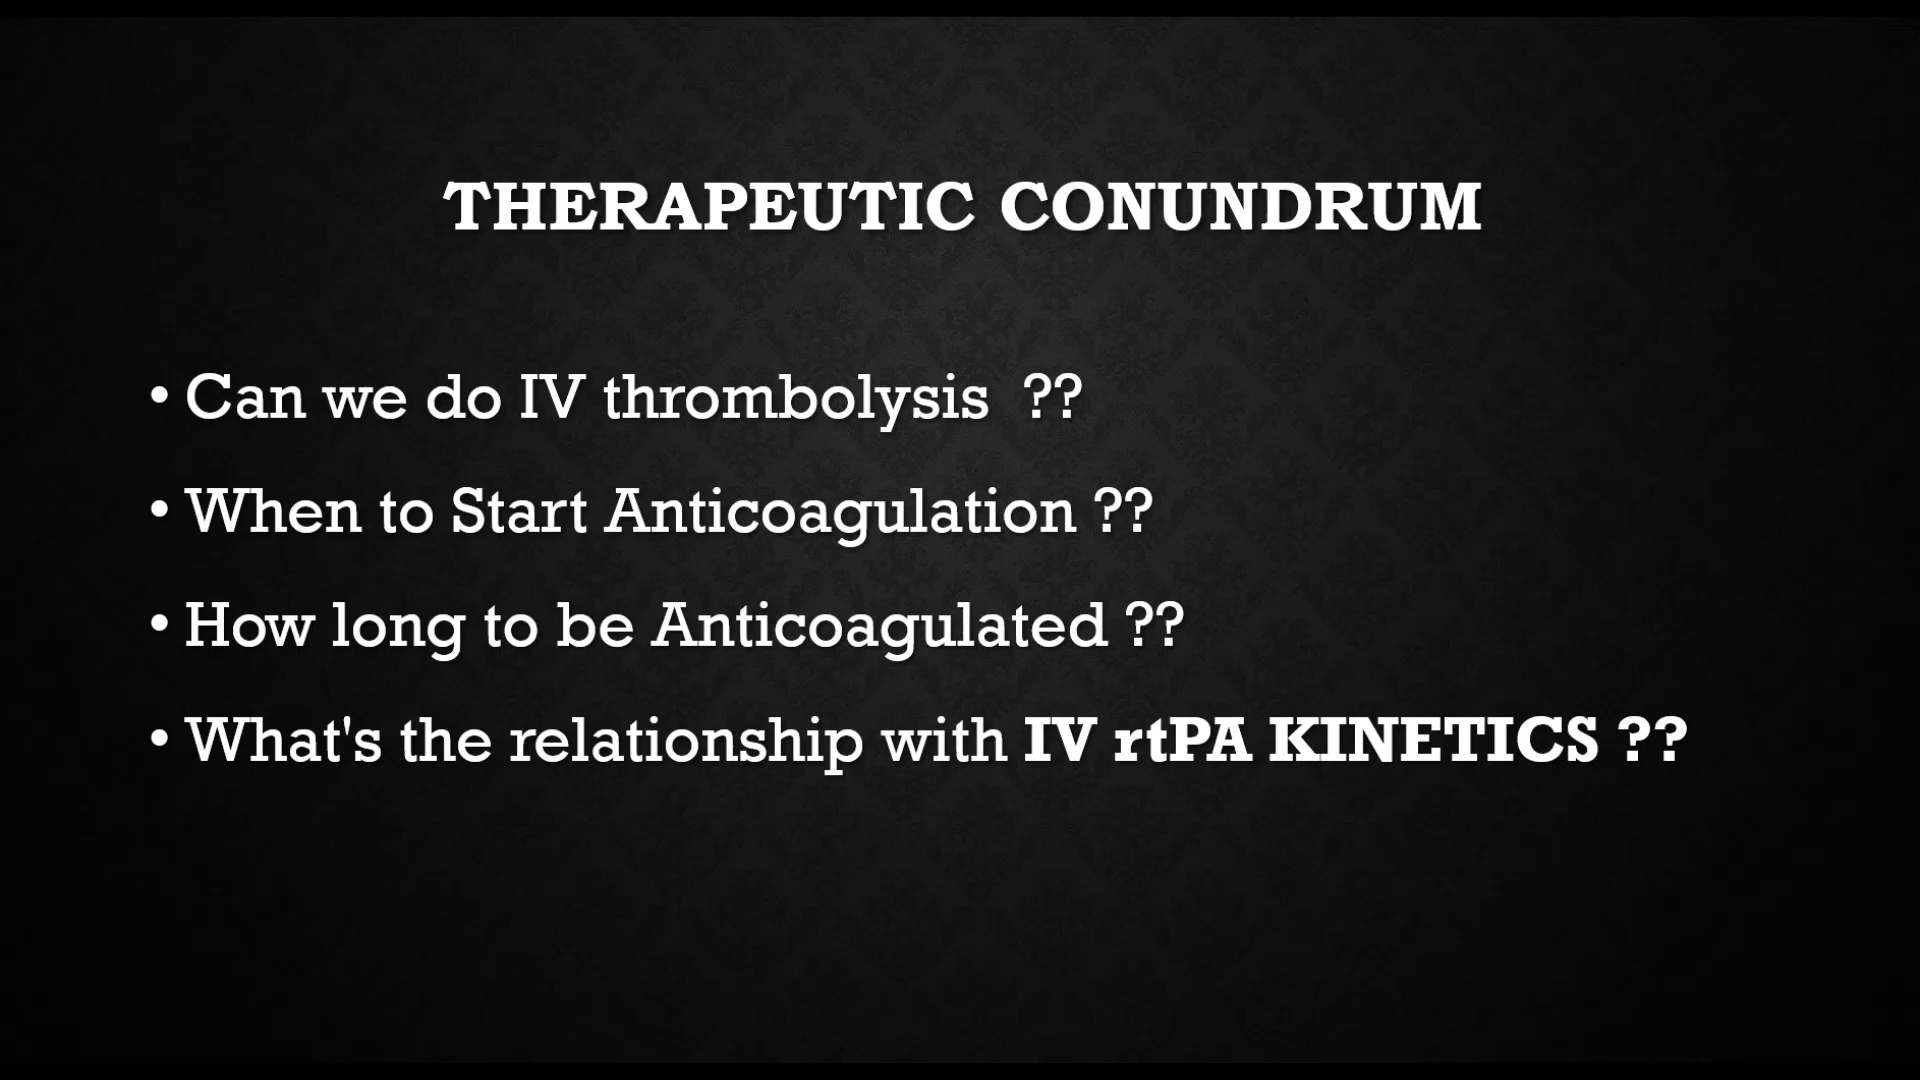 THERAPEUTIC CONUNDRUM
• Can we do IV thrombolysis  ??
• When to Start Anticoagulation ??
• How long to be Anticoagulated ??
• What's the relationship with IV rtPA KINETICS ??